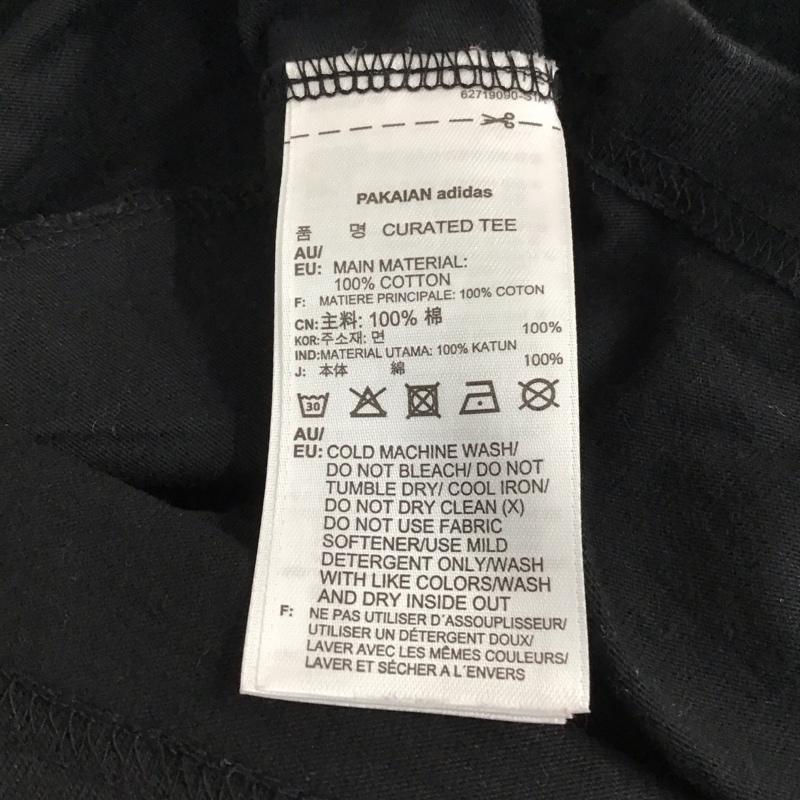 62719090-S1
PAKAIAN adidas
품 명 CURATED TEE
AU/
EU: MAIN MATERIAL:
100% COTTON
F: MATIERE PRINCIPALE: 100% COTON
CN: 主料: 100% 棉
KOR: 주소재: 면 100%
IND: MATERIAL UTAMA: 100% KATUN
J: 本体 綿 100%
30
AU/
EU: COLD MACHINE WASH/
DO NOT BLEACH/ DO NOT
TUMBLE DRY/ COOL IRON/
DO NOT DRY CLEAN (X)
DO NOT USE FABRIC
SOFTENER/USE MILD
DETERGENT ONLY/WASH
WITH LIKE COLORS/WASH
AND DRY INSIDE OUT
F: NE PAS UTILISER D´ASSOUPLISSEUR/
UTILISER UN DÉTERGENT DOUX/
LAVER AVEC LES MÊMES COULEURS/
LAVER ET SÉCHER A L´ENVERS